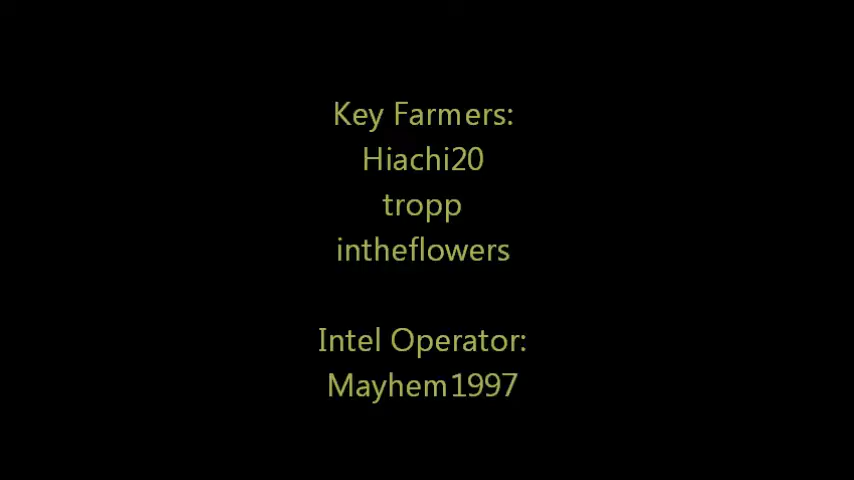 Key Farmers:
Hiachi20
tropp
intheflowers
Intel Operator:
Mayhem1997